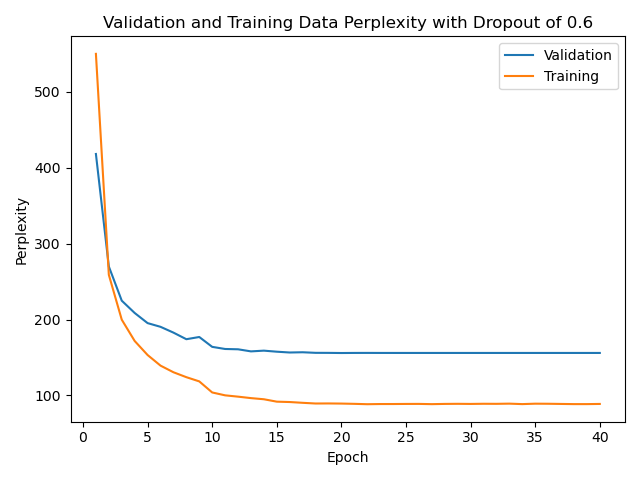 Validation and Training Data Perplexity with Dropout of 0.6
Validation
Training
500
400
300
200
100
Perplexity
0 5 10 15 20 25 30 35 40
Epoch